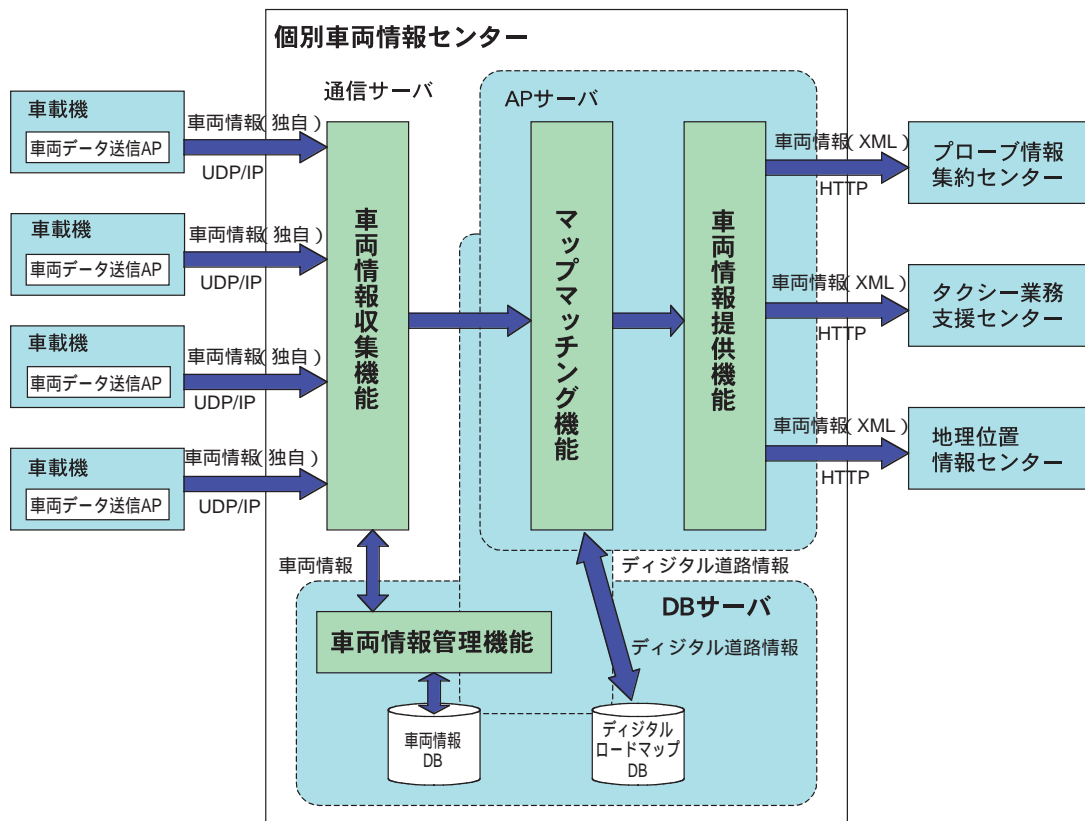 個別車両情報センター
通信サーバ
APサーバ
車載機
車両データ送信AP
車両情報(独自)
UDP/IP
車載機
車両データ送信AP
車両情報(独自)
UDP/IP
車載機
車両データ送信AP
車両情報(独自)
UDP/IP
車載機
車両データ送信AP
車両情報(独自)
UDP/IP
車両情報収集機能
マップマッチング機能
車両情報提供機能
車両情報(XML)
HTTP
プローブ情報
集約センター
車両情報(XML)
HTTP
タクシー業務
支援センター
車両情報(XML)
HTTP
地理位置
情報センター
車両情報
ディジタル道路情報
DBサーバ
車両情報管理機能
ディジタル道路情報
車両情報
DB
ディジタル
ロードマップ
DB